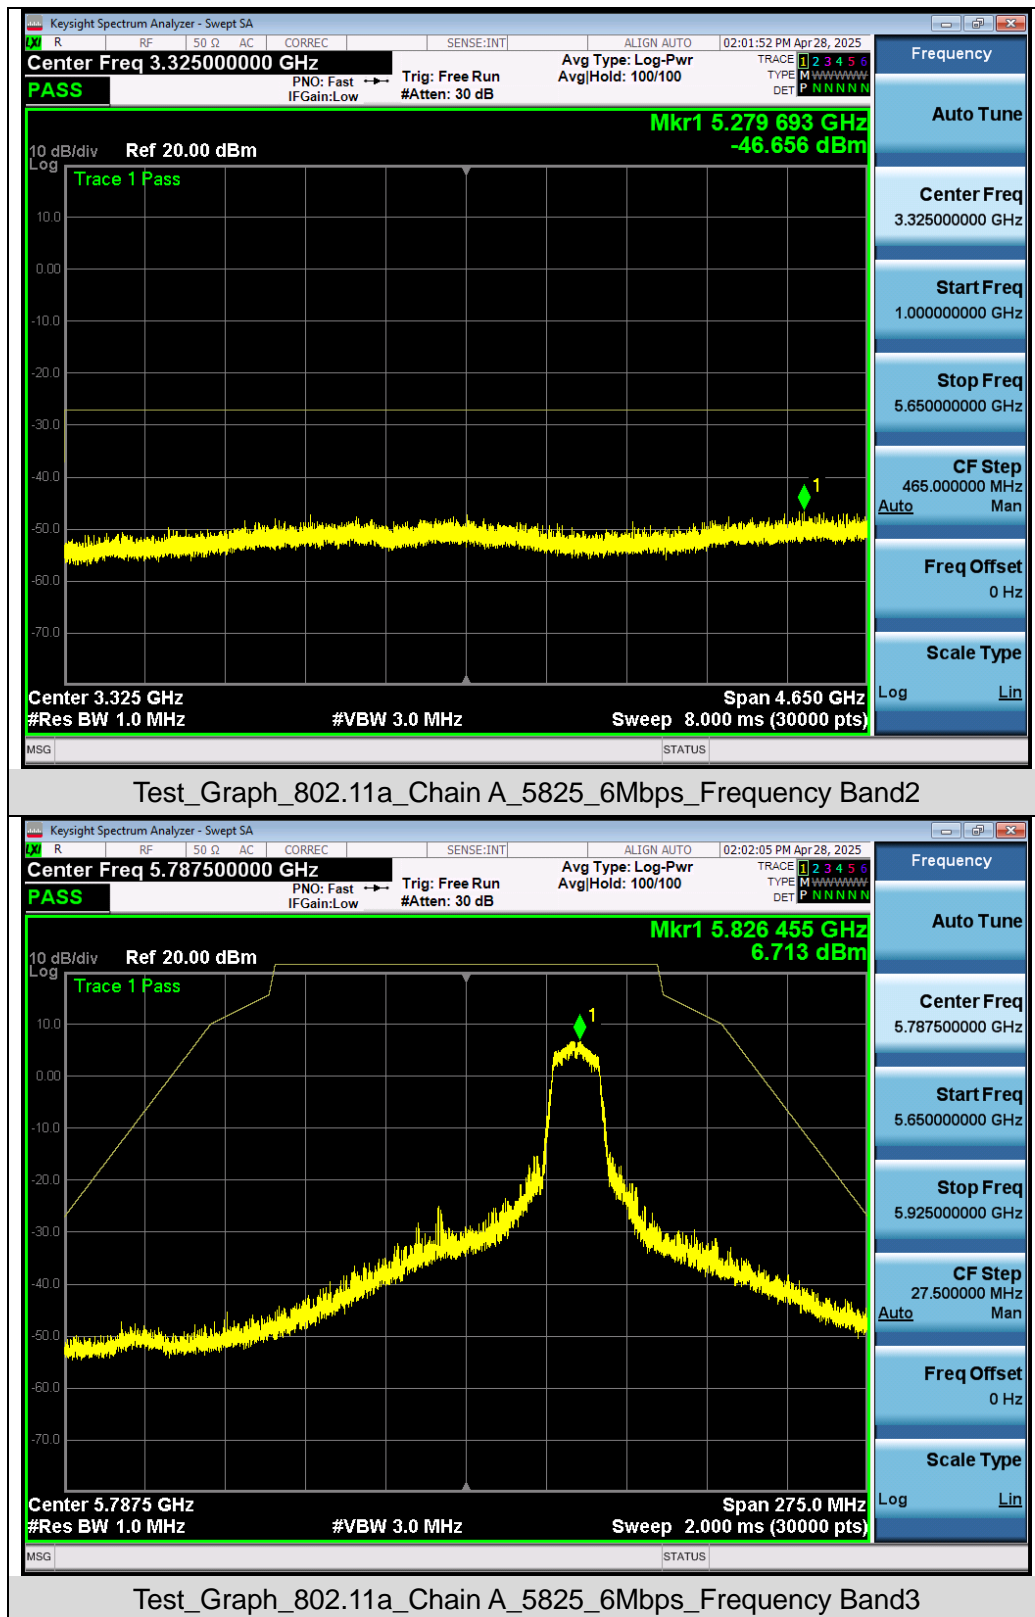 Keysight Spectrum Analyzer - Swept SA
LXI R RF 50 Ω AC CORREC SENSE:INT ALIGN AUTO 02:01:52 PM Apr 28, 2025
Center Freq 3.325000000 GHz
PASS
PNO: Fast
IFGain:Low
Trig: Free Run
#Atten: 30 dB
Avg Type: Log-Pwr
Avg|Hold: 100/100
TRACE 1 2 3 4 5 6
TYPE M WWWWW
DET P N N N N N
Mkr1 5.279 693 GHz
-46.656 dBm
10 dB/div
Log
Ref 20.00 dBm
Trace 1 Pass
10.0
0.00
-10.0
-20.0
-30.0
-40.0
-50.0
-60.0
-70.0
1
Center 3.325 GHz
Span 4.650 GHz
#Res BW 1.0 MHz
#VBW 3.0 MHz
Sweep 8.000 ms (30000 pts)
MSG
STATUS
Frequency
Auto Tune
Center Freq
3.325000000 GHz
Start Freq
1.000000000 GHz
Stop Freq
5.650000000 GHz
CF Step
465.000000 MHz
Auto Man
Freq Offset
0 Hz
Scale Type
Log Lin
Test_Graph_802.11a_Chain A_5825_6Mbps_Frequency Band2
Keysight Spectrum Analyzer - Swept SA
LXI R RF 50 Ω AC CORREC SENSE:INT ALIGN AUTO 02:02:05 PM Apr 28, 2025
Center Freq 5.787500000 GHz
PASS
PNO: Fast
IFGain:Low
Trig: Free Run
#Atten: 30 dB
Avg Type: Log-Pwr
Avg|Hold: 100/100
TRACE 1 2 3 4 5 6
TYPE M WWWWW
DET P N N N N N
Mkr1 5.826 455 GHz
6.713 dBm
10 dB/div
Log
Ref 20.00 dBm
Trace 1 Pass
10.0
0.00
-10.0
-20.0
-30.0
-40.0
-50.0
-60.0
-70.0
1
Center 5.7875 GHz
Span 275.0 MHz
#Res BW 1.0 MHz
#VBW 3.0 MHz
Sweep 2.000 ms (30000 pts)
MSG
STATUS
Frequency
Auto Tune
Center Freq
5.787500000 GHz
Start Freq
5.650000000 GHz
Stop Freq
5.925000000 GHz
CF Step
27.500000 MHz
Auto Man
Freq Offset
0 Hz
Scale Type
Log Lin
Test_Graph_802.11a_Chain A_5825_6Mbps_Frequency Band3